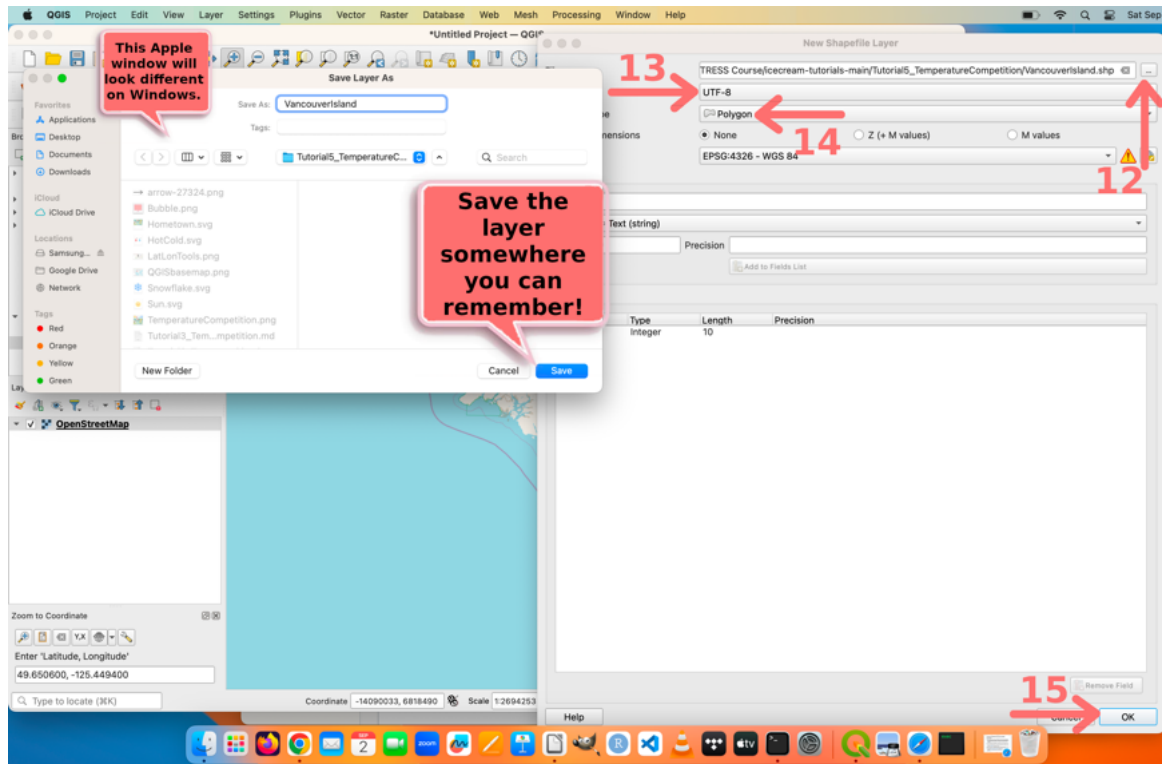 QGIS Project Edit View Layer Settings Plugins Vector Raster Database Web Mesh Processing Window Help Sat Sep
*Untitled Project — QGIS
New Shapefile Layer
This Apple
window will
look different
on Windows.
Save Layer As
13
TRESS Course/icecream-tutorials-main/Tutorial5_TemperatureCompetition/VancouverIsland.shp
...
UTF-8
Favorites
Applications
Desktop
Documents
Downloads
iCloud
iCloud Drive
Locations
Samsung...
Google Drive
Network
Tags
Red
Orange
Yellow
Green
Save As: VancouverIsland
Tags:
Tutorial5_TemperatureC...
Search
arrow-27324.png
Bubble.png
Hometown.svg
HotCold.svg
LatLonTools.png
QGISbasemap.png
Snowflake.svg
Sun.svg
TemperatureCompetition.png
Tutorial3_Tem...mpetition.md
New Folder
Cancel Save
Polygon
14
None Z (+ M values) M values
EPSG:4326 - WGS 84
12
Save the
layer
somewhere
you can
remember!
Text (string)
Precision
Add to Fields List
Type Length Precision
Integer 10
OpenStreetMap
Zoom to Coordinate
Y,X
Enter 'Latitude, Longitude'
49.650600, -125.449400
Type to locate (⌘K)
Coordinate -14090033, 6818490 Scale 1:2694253
Remove Field
15
Help Cancel OK
SEP
2
zoom
R
tv